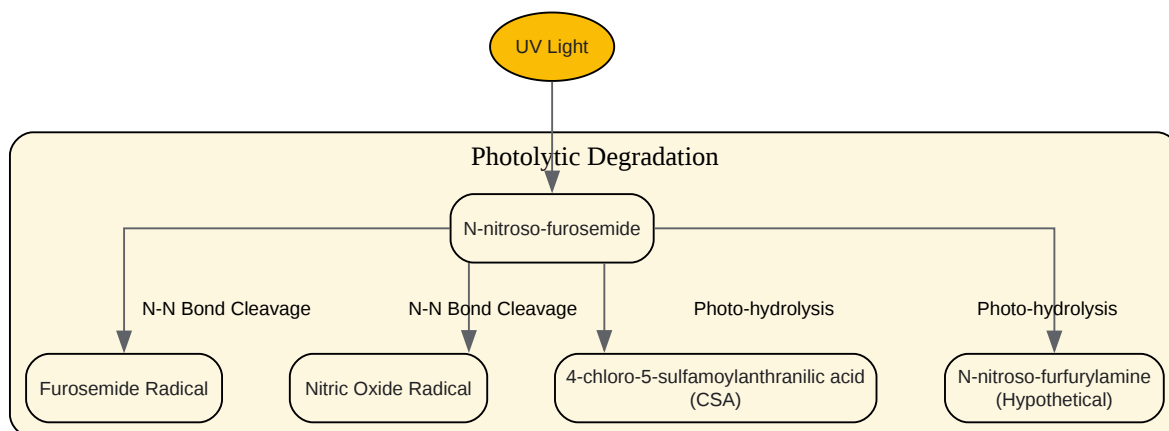 UV Light
Photolytic Degradation
N-nitroso-furosemide
N-N Bond Cleavage
N-N Bond Cleavage
Photo-hydrolysis
Photo-hydrolysis
Furosemide Radical
Nitric Oxide Radical
4-chloro-5-sulfamoylanthranilic acid
(CSA)
N-nitroso-furfurylamine
(Hypothetical)